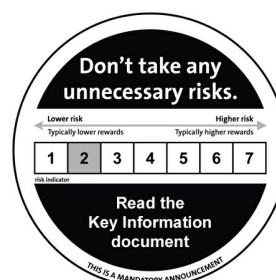 Don't take any
unnecessary risks.
Lower risk Higher risk
Typically lower rewards Typically higher rewards
1 2 3 4 5 6 7
risk indicator
Read the
Key Information
document
THIS IS A MANDATORY ANNOUNCEMENT